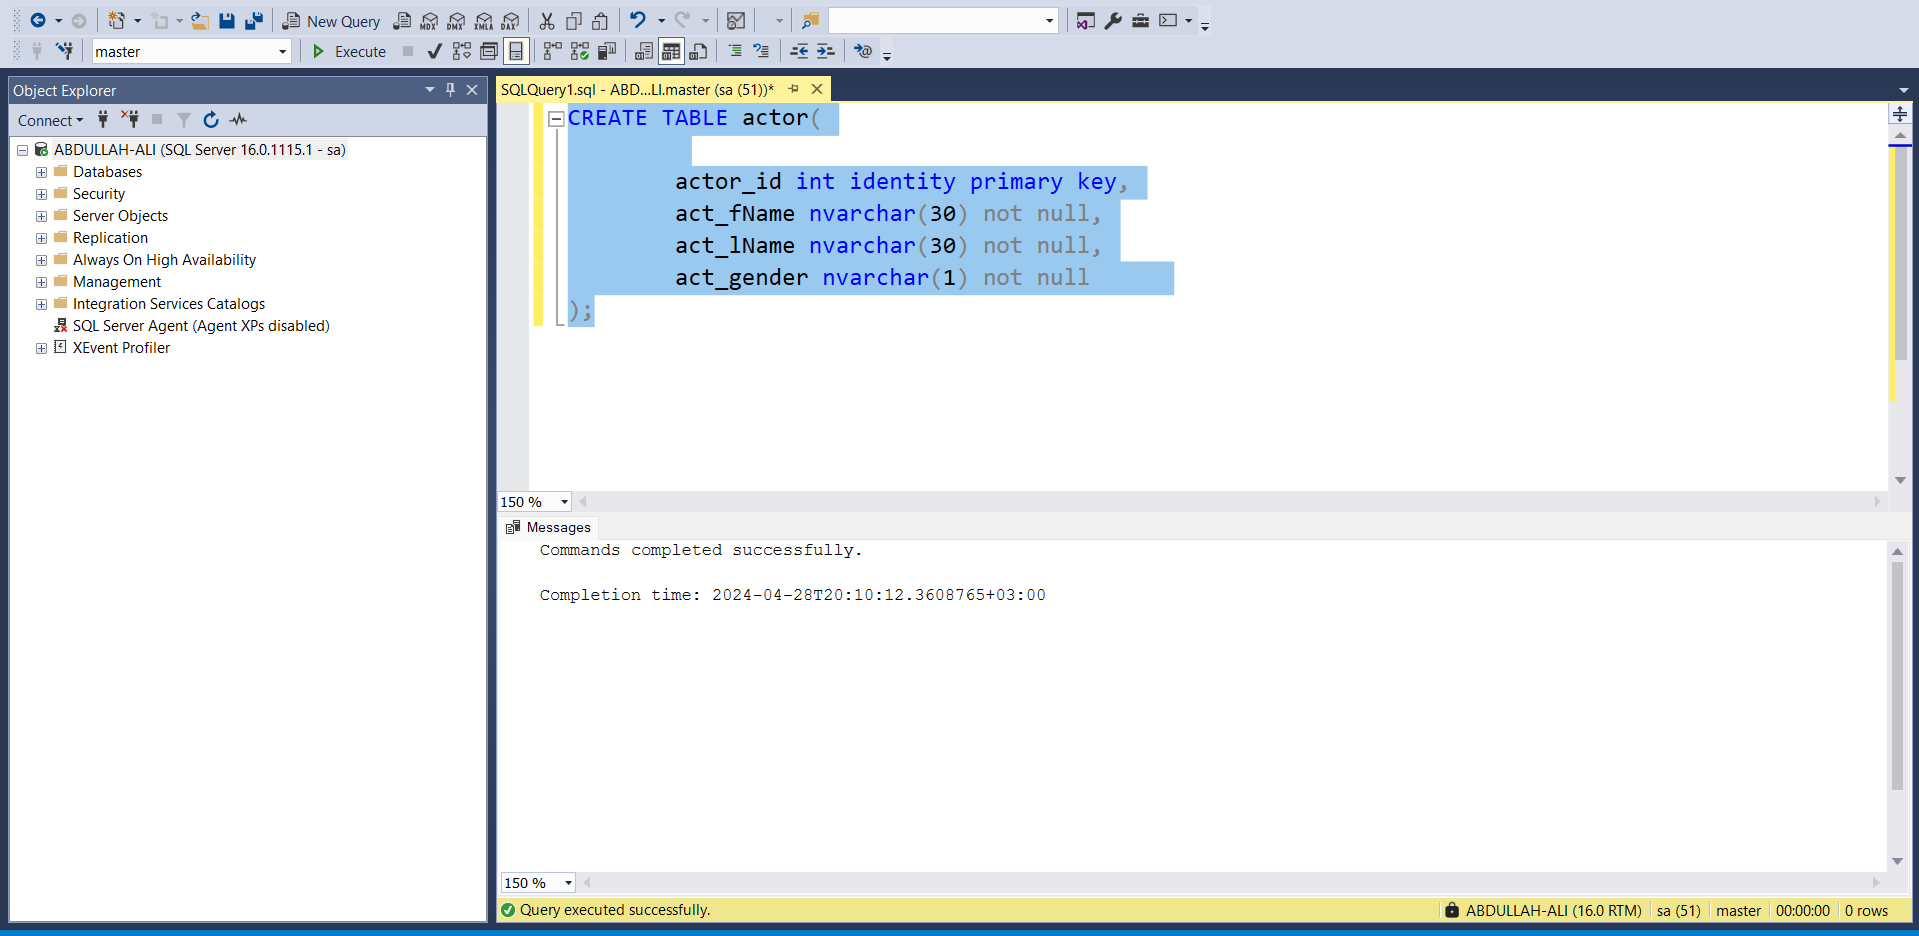 New Query
MDX DMX XMLA DAX
master
Execute
Object Explorer
Connect
ABDULLAH-ALI (SQL Server 16.0.1115.1 - sa)
Databases
Security
Server Objects
Replication
Always On High Availability
Management
Integration Services Catalogs
SQL Server Agent (Agent XPs disabled)
XEvent Profiler
SQLQuery1.sql - ABD...LI.master (sa (51))*
CREATE TABLE actor(
actor_id int identity primary key,
act_fName nvarchar(30) not null,
act_lName nvarchar(30) not null,
act_gender nvarchar(1) not null
);
150 %
Messages
Commands completed successfully.
Completion time: 2024-04-28T20:10:12.3608765+03:00
150 %
Query executed successfully.
ABDULLAH-ALI (16.0 RTM) sa (51) master 00:00:00 0 rows